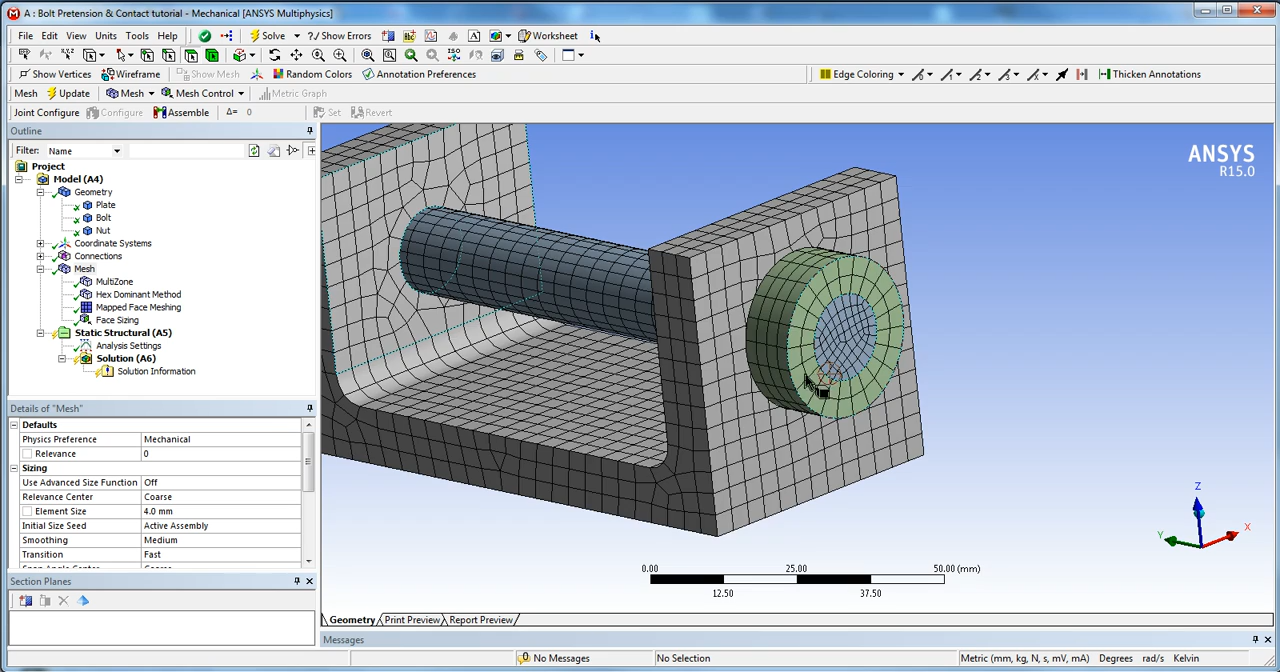 A : Bolt Pretension & Contact tutorial - Mechanical [ANSYS Multiphysics]
File Edit View Units Tools Help Solve ?/ Show Errors Worksheet
Show Vertices Wireframe Show Mesh Random Colors Annotation Preferences Edge Coloring Thicken Annotations
Mesh Update Mesh Mesh Control Metric Graph
Joint Configure Configure Assemble Δ= 0 Set Revert
Outline
Filter: Name
Project
Model (A4)
Geometry
Plate
Bolt
Nut
Coordinate Systems
Connections
Mesh
MultiZone
Hex Dominant Method
Mapped Face Meshing
Face Sizing
Static Structural (A5)
Analysis Settings
Solution (A6)
Solution Information
Details of "Mesh"
Defaults
Physics Preference Mechanical
Relevance 0
Sizing
Use Advanced Size Function Off
Relevance Center Coarse
Element Size 4.0 mm
Initial Size Seed Active Assembly
Smoothing Medium
Transition Fast
Span Angle Center Coarse
Section Planes
ANSYS
R15.0
Z
Y
X
0.00 25.00 50.00 (mm)
12.50 37.50
Geometry Print Preview Report Preview
Messages
No Messages No Selection Metric (mm, kg, N, s, mV, mA) Degrees rad/s Kelvin